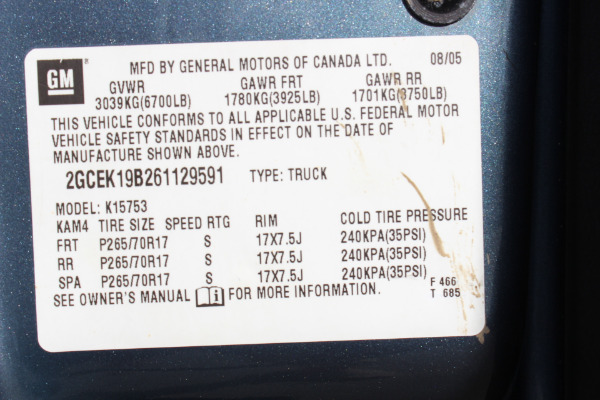 GM
MFD BY GENERAL MOTORS OF CANADA LTD. 08/05
GVWR GAWR FRT GAWR RR
3039KG(6700LB) 1780KG(3925LB) 1701KG(3750LB)
THIS VEHICLE CONFORMS TO ALL APPLICABLE U.S. FEDERAL MOTOR
VEHICLE SAFETY STANDARDS IN EFFECT ON THE DATE OF
MANUFACTURE SHOWN ABOVE.
2GCEK19B261129591 TYPE: TRUCK
MODEL: K15753
KAM4 TIRE SIZE SPEED RTG RIM COLD TIRE PRESSURE
FRT P265/70R17 S 17X7.5J 240KPA(35PSI)
RR P265/70R17 S 17X7.5J 240KPA(35PSI)
SPA P265/70R17 S 17X7.5J 240KPA(35PSI)
SEE OWNER'S MANUAL i FOR MORE INFORMATION.
F 466
T 685